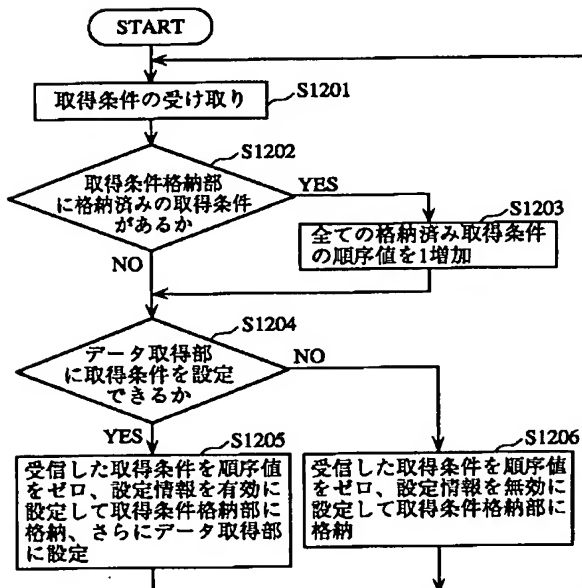 START
取得条件の受け取り
S1201
S1202
取得条件格納部
に格納済みの取得条件
があるか
YES
S1203
全ての格納済み取得条件
の順序値を1増加
NO
S1204
データ取得部
に取得条件を設定
できるか
NO
YES
S1205
受信した取得条件を順序値
をゼロ、設定情報を有効に
設定して取得条件格納部に
格納、さらにデータ取得部
に設定
S1206
受信した取得条件を順序値
をゼロ、設定情報を無効に
設定して取得条件格納部に
格納